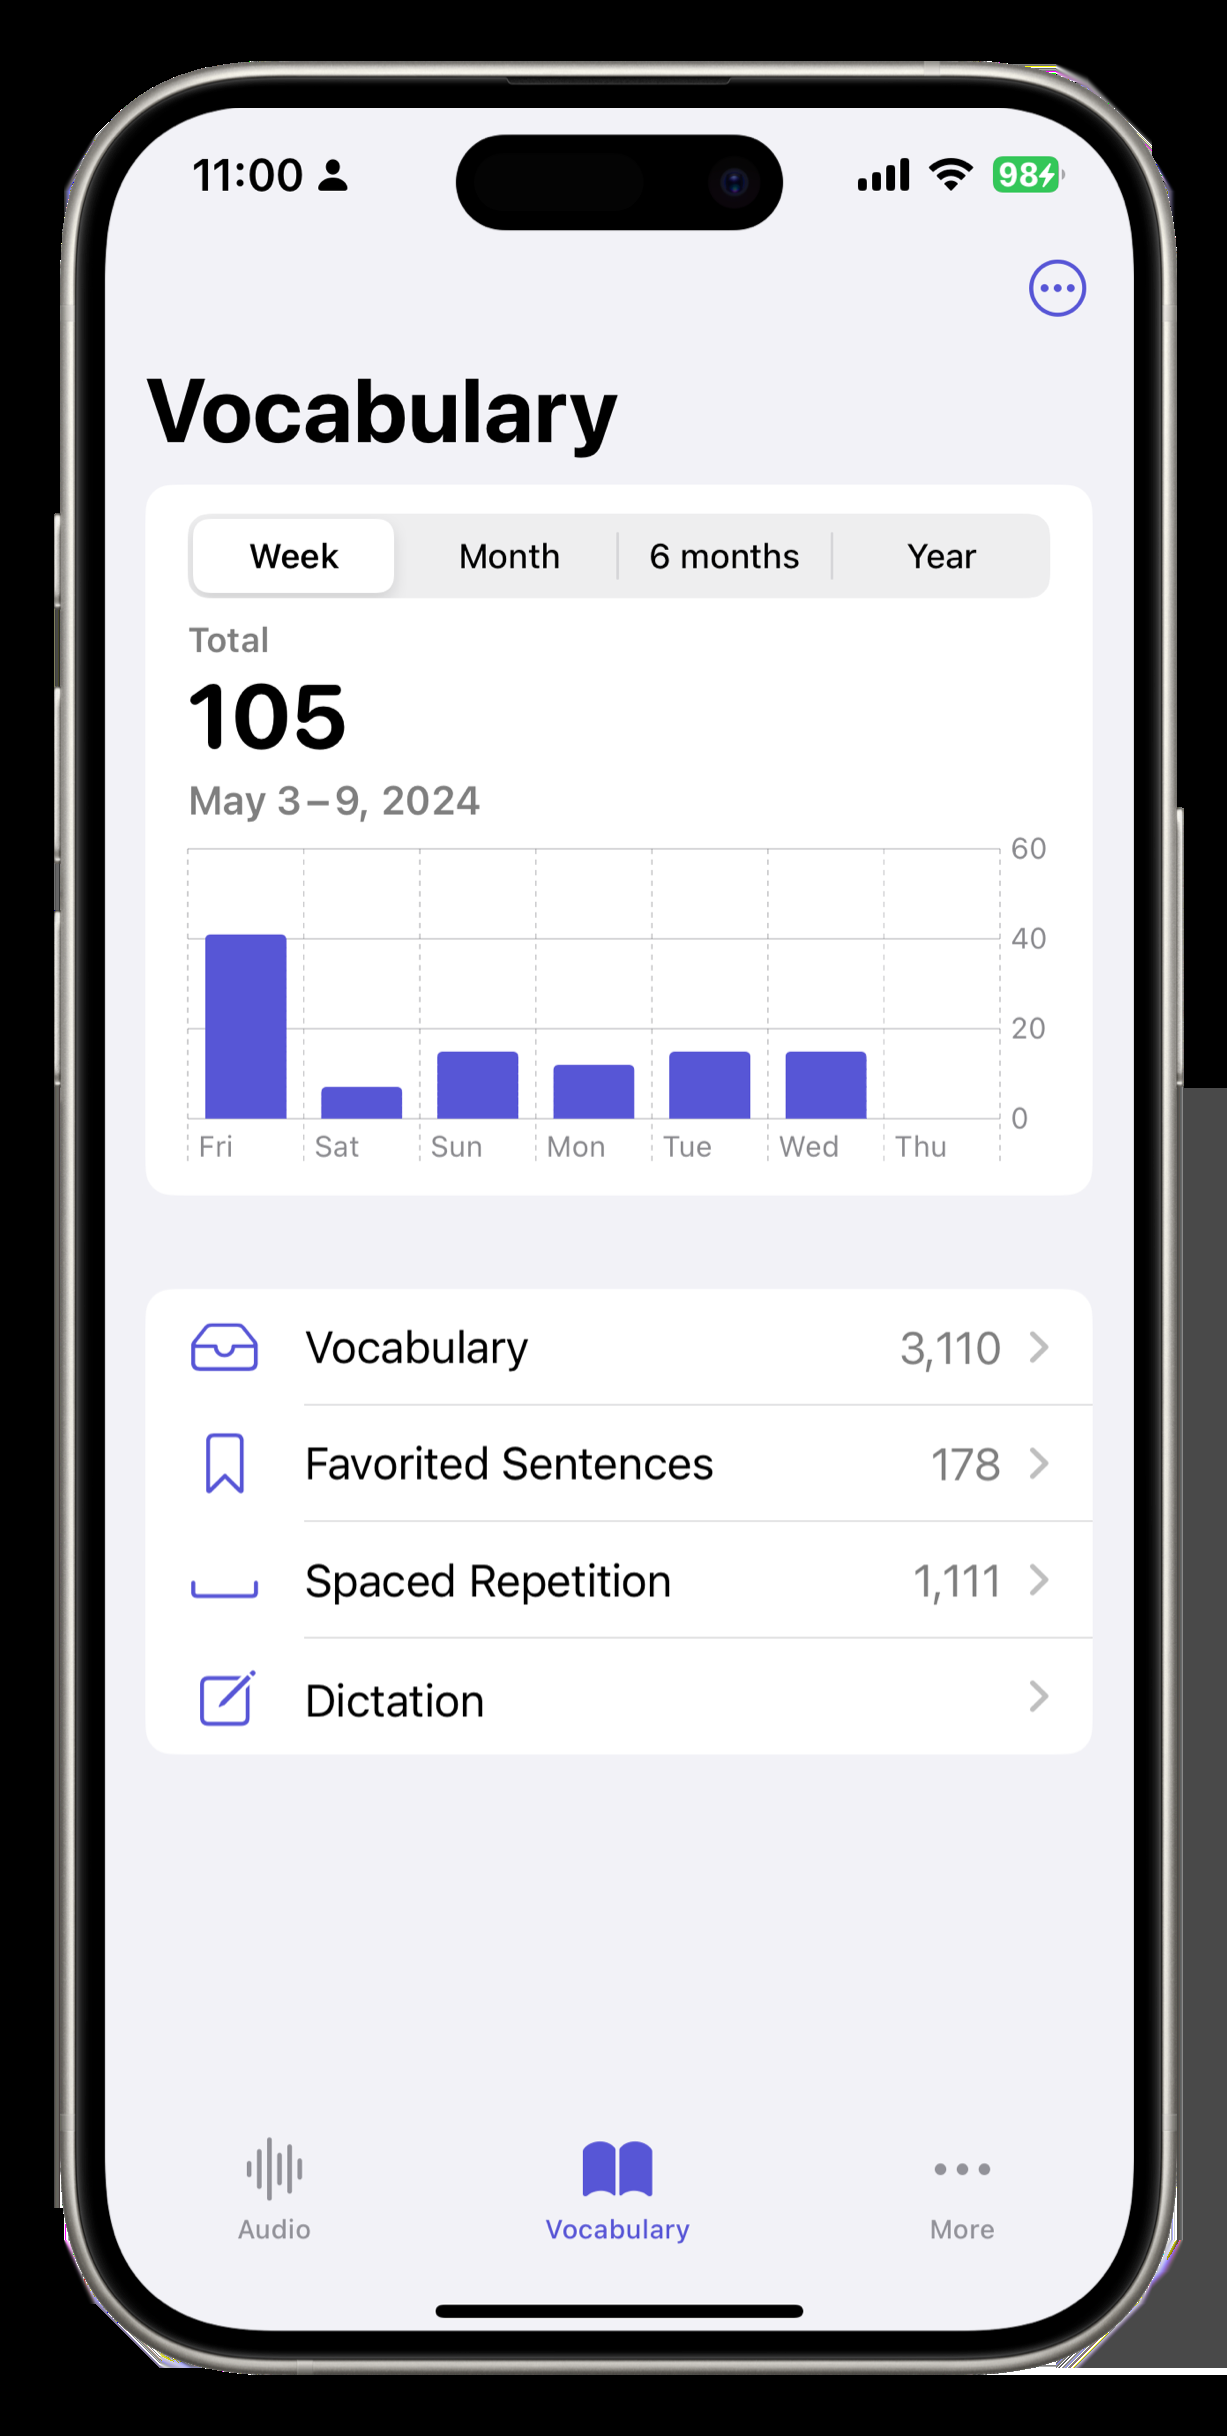 11:00
98
Vocabulary
Week Month 6 months Year
Total
105
May 3–9, 2024
60
40
20
0
Fri Sat Sun Mon Tue Wed Thu
Vocabulary 3,110
Favorited Sentences 178
Spaced Repetition 1,111
Dictation
Audio Vocabulary More